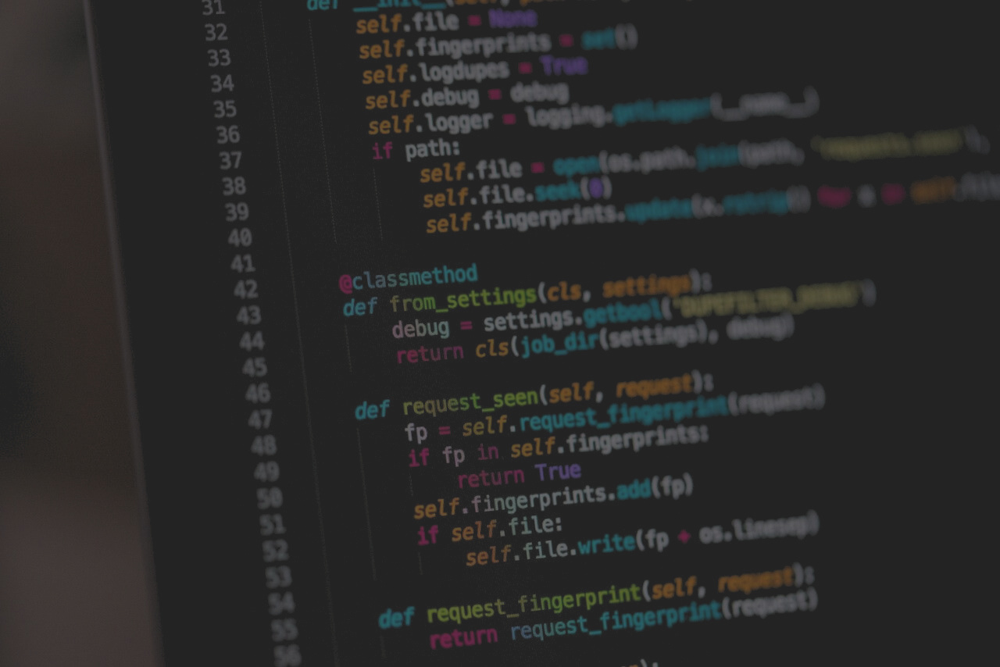 31 def __init__(self,
32 self.file = None
33 self.fingerprints = set()
34 self.logdupes = True
35 self.debug = debug
36 self.logger = logging.getLogger(__name__)
37 if path:
38 self.file = open(os.path.join(path, 'requests.seen'),
39 self.file.seek(0)
40 self.fingerprints.update(x.rstrip() for x in self.file
41
42 @classmethod
43 def from_settings(cls, settings):
44 debug = settings.getbool('DUPEFILTER_DEBUG')
45 return cls(job_dir(settings), debug)
46
47 def request_seen(self, request):
48 fp = self.request_fingerprint(request)
49 if fp in self.fingerprints:
50 return True
51 self.fingerprints.add(fp)
52 if self.file:
53 self.file.write(fp + os.linesep)
54
55 def request_fingerprint(self, request):
56 return request_fingerprint(request)